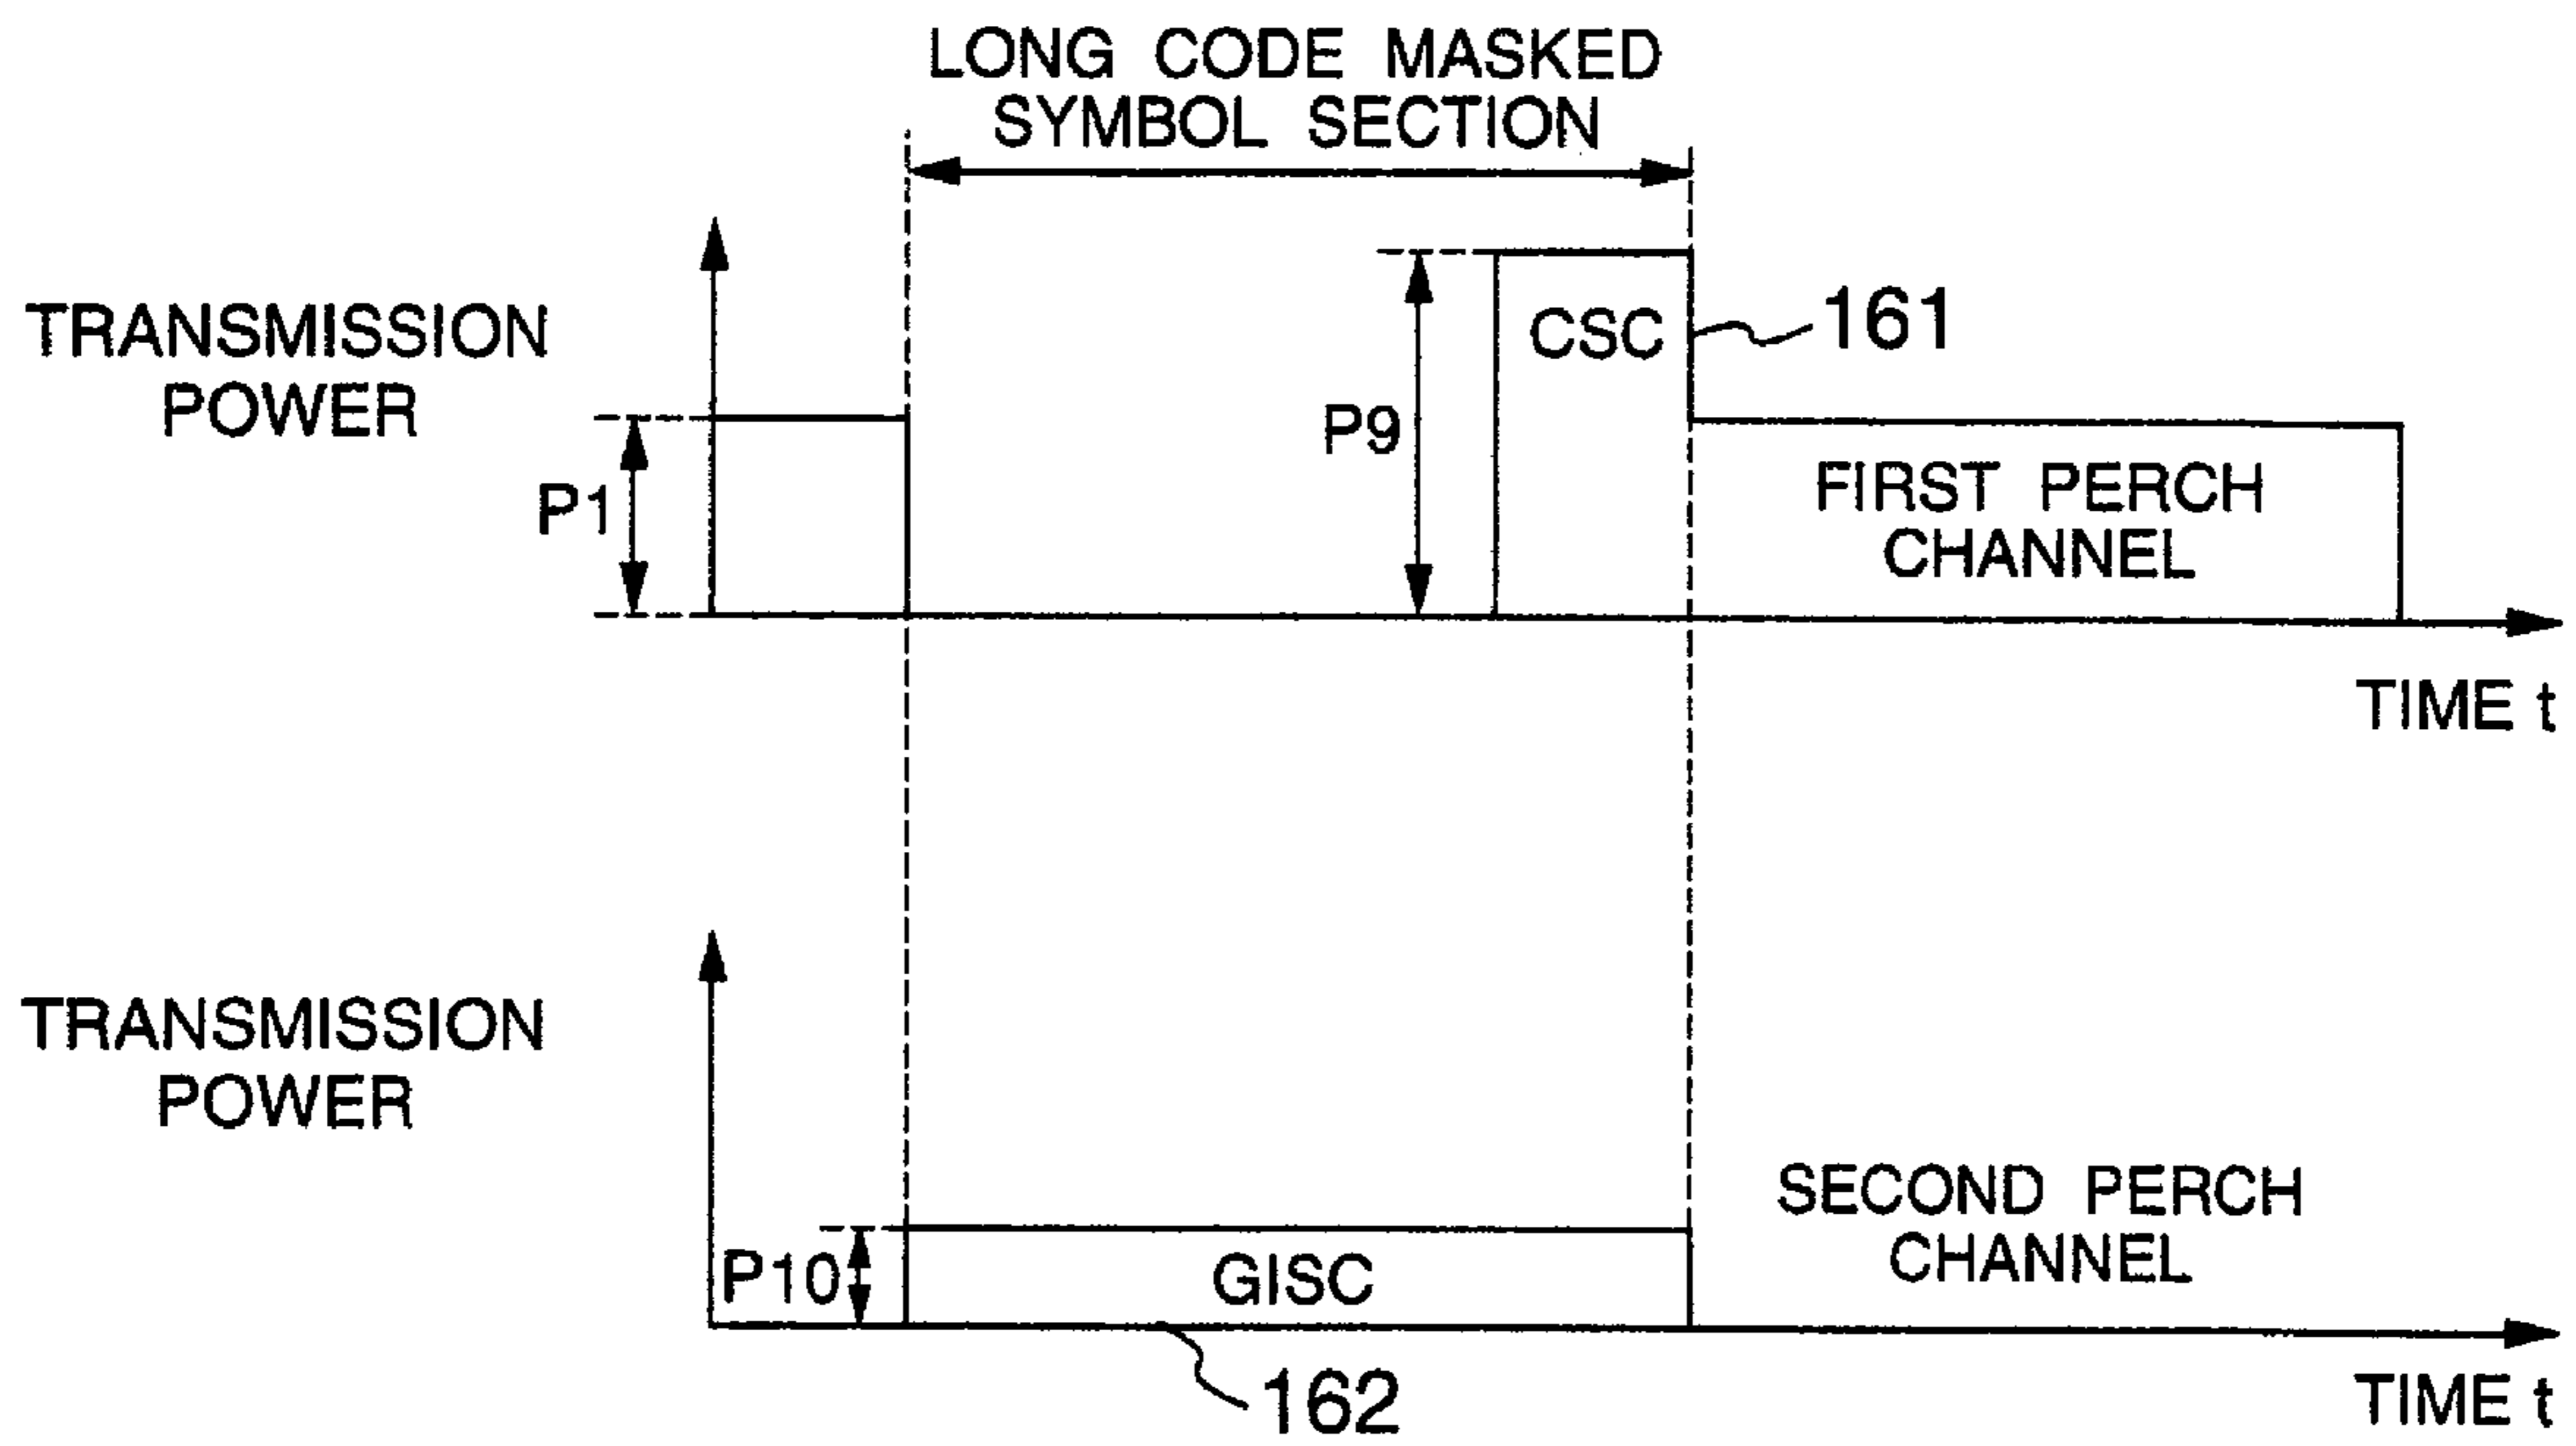 LONG CODE MASKED
SYMBOL SECTION
TRANSMISSION
POWER
P1
P9
CSC
161
FIRST PERCH
CHANNEL
TIME t
TRANSMISSION
POWER
P10
GISC
SECOND PERCH
CHANNEL
162
TIME t